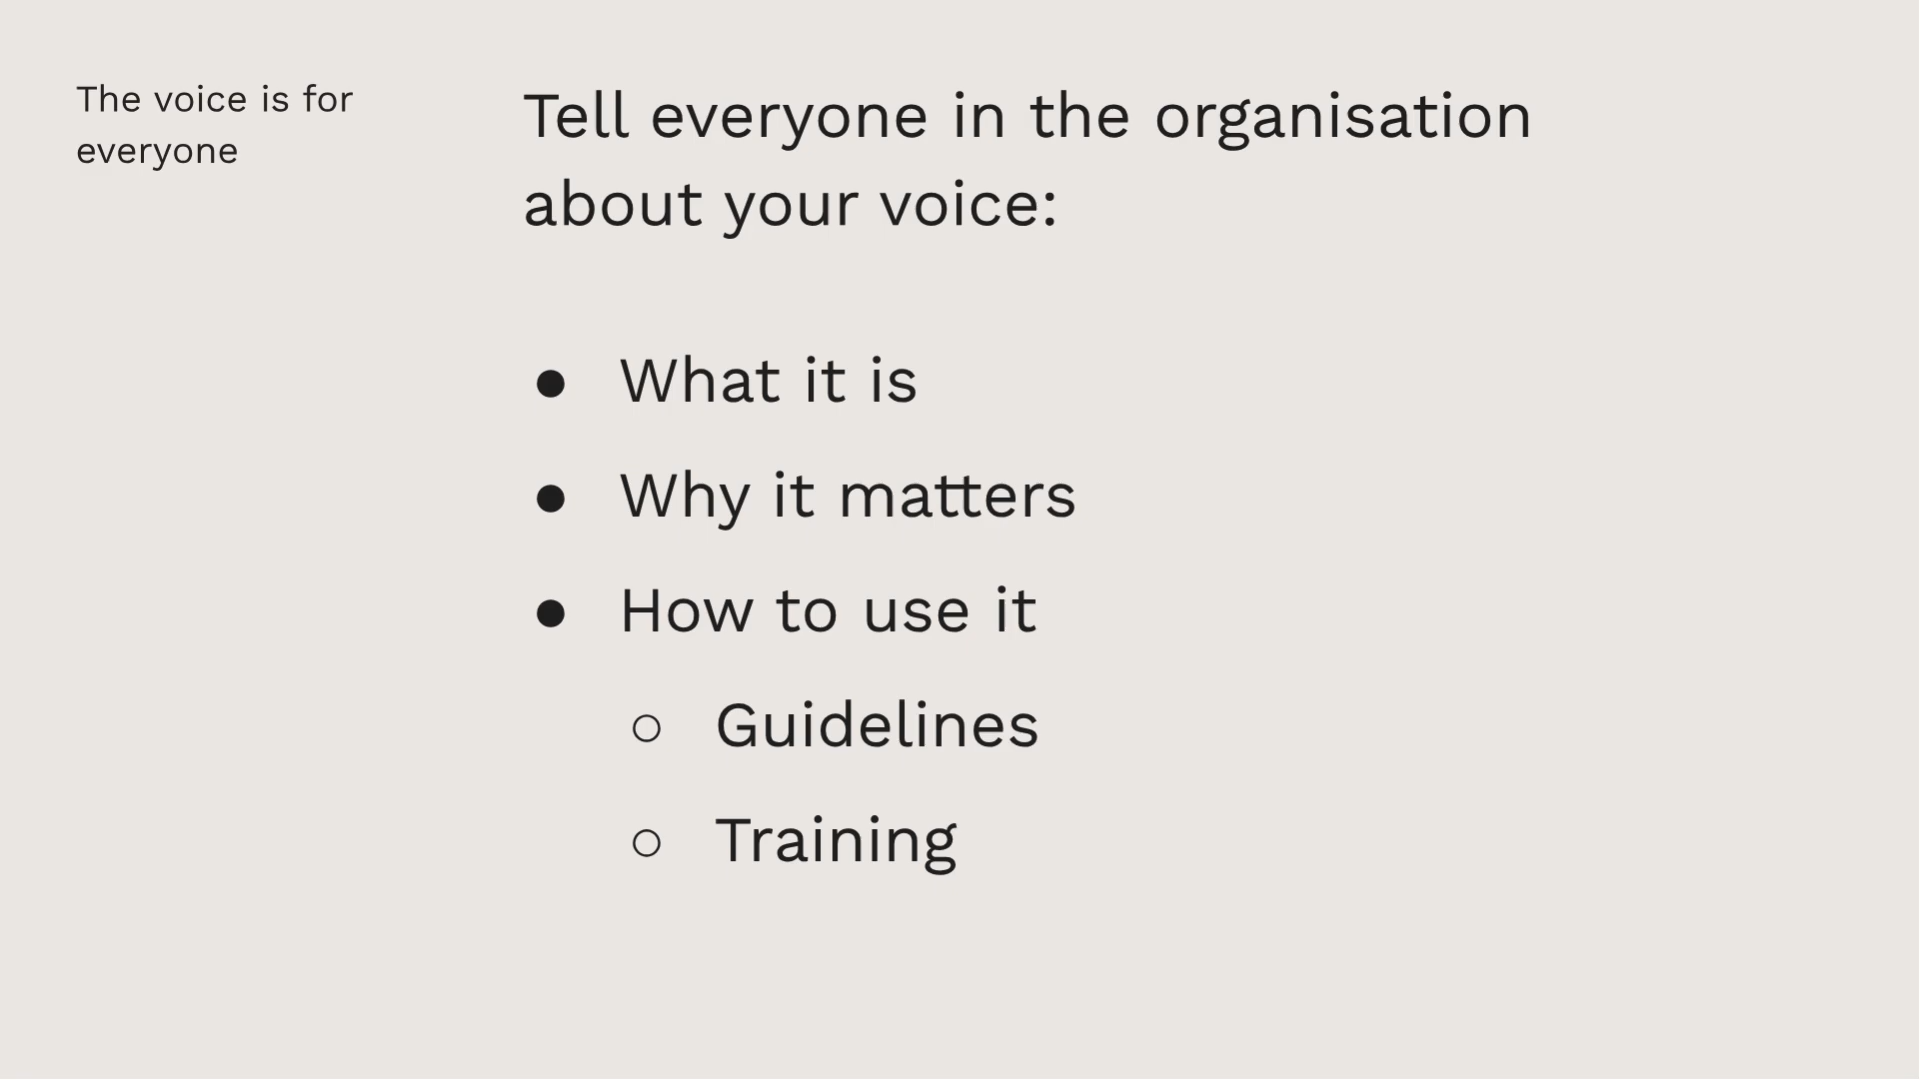 The voice is for
everyone
Tell everyone in the organisation
about your voice:
● What it is
● Why it matters
● How to use it
○ Guidelines
○ Training